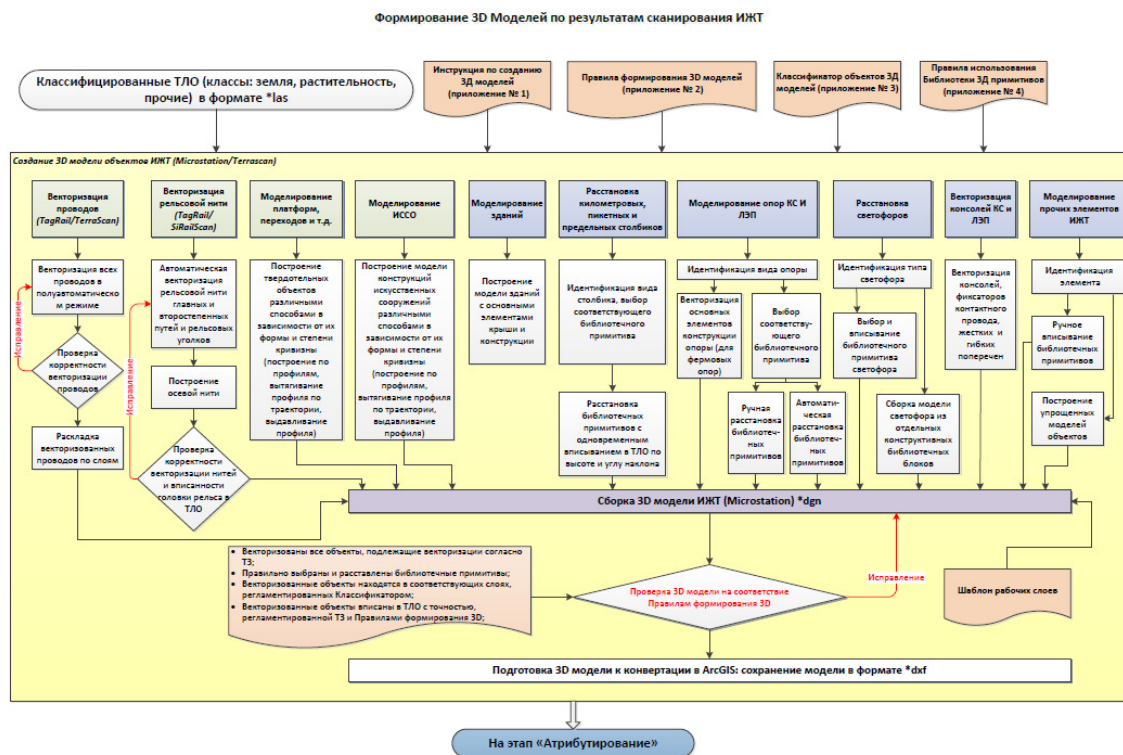 Формирование 3D Моделей по результатам сканирования ИЖТ
Классифицированные ТЛО (классы: земля, растительность,
прочие) в формате *las
Инструкция по созданию
3Д моделей
(приложение № 1)
Правила формирования 3D моделей
(приложение № 2)
Классификатор объектов 3Д
моделей (приложение № 3)
Правила использования
Библиотеки 3Д примитивов
(приложение № 4)
Создание 3D модели объектов ИЖТ (Microstation/Terrascan)
Векторизация
проводов
(TagRail/TerraScan)
Векторизация всех
проводов в
полуавтоматическо
м режиме
Исправление
Проверка
корректности
векторизации
проводов
Раскладка
векторизованных
проводов по слоям
Векторизация
рельсовой нити
(TagRail/
SiRailScan)
Автоматическая
векторизация
рельсовой нити
главных и
второстепенных
путей и рельсовых
уголков
Исправление
Построение
осевой нити
Проверка
корректности
векторизации нитей
и вписанности
головки рельса в
ТЛО
Моделирование
платформ,
переходов и т.д.
Построение
твердотельных
объектов
различными
способами в
зависимости от их
формы и степени
кривизны
(построение по
профилям,
вытягивание
профиля по
траектории,
выдавливание
профиля)
Моделирование
ИССО
Построение модели
конструкций
искусственных
сооружений
различными
способами в
зависимости от их
формы и степени
кривизны
(построение по
профилям,
вытягивание профиля
по траектории,
выдавливание
профиля)
Моделирование
зданий
Построение
модели зданий с
основными
элементами
крыши и
конструкции
Расстановка
километровых,
пикетных и
предельных столбиков
Идентификация вида
столбика, выбор
соответствующего
библиотечного
примитива
Расстановка
библиотечных
примитивов с
одновременным
вписыванием в ТЛО по
высоте и углу наклона
Моделирование опор КС И
ЛЭП
Идентификация вида опоры
Векторизация
основных
элементов
конструкции
опоры (для
фермовых
опор)
Выбор
соответству-
ющего
библиотечного
примитива
Ручная
расстановка
библиотеч-
ных
примитивов
Автомати-
ческая
расстановка
библиотеч-
ных
примитивов
Расстановка
светофоров
Идентификация типа
светофора
Выбор и
вписывание
библиотечного
примитива
светофора
Сборка модели
светофора из
отдельных
конструктивных
библиотечных
блоков
Векторизация
консолей КС и
ЛЭП
Векторизация
консолей,
фиксаторов
контактного
провода,
жестких и
гибких
поперечен
Моделирование
прочих элементов
ИЖТ
Идентификация
элемента
Ручное
вписывание
библиотечных
примитивов
Построение
упрощенных
моделей
объектов
Сборка 3D модели ИЖТ (Microstation) *dgn
• Векторизованы все объекты, подлежащие векторизации согласно
ТЗ;
• Правильно выбраны и расставлены библиотечные примитивы;
• Векторизованные объекты находятся в соответствующих слоях,
регламентированных Классификатором;
• Векторизованные объекты вписаны в ТЛО с точностью,
регламентированной ТЗ и Правилами формирования 3D;
Проверка 3D модели на соответствие
Правилам формирования 3D
Исправление
Шаблон рабочих слоев
Подготовка 3D модели к конвертации в ArcGIS: сохранение модели в формате *dxf
На этап «Атрибутирование»